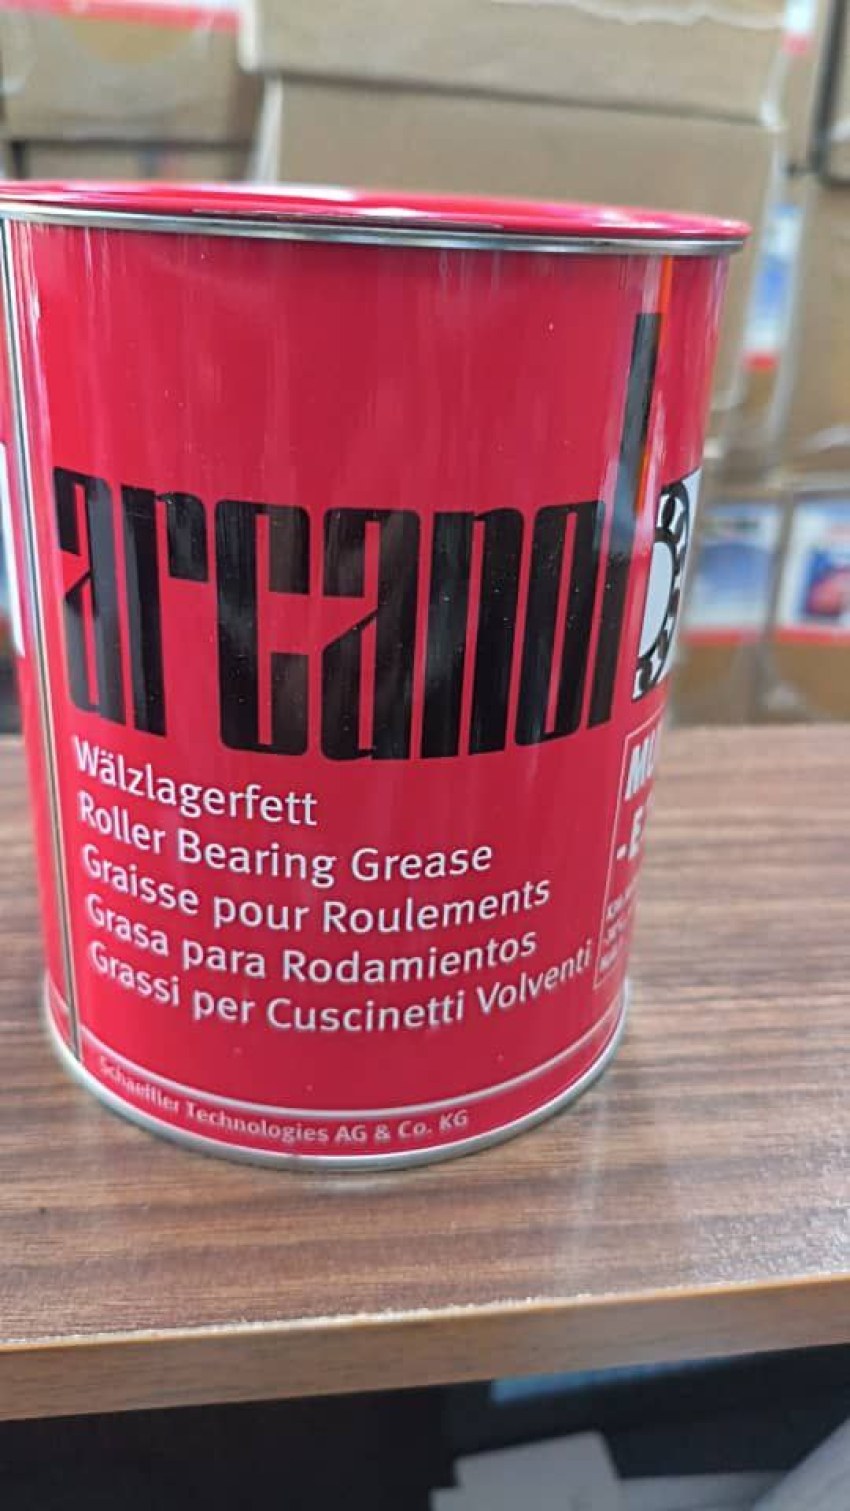 arcanol
Wälzlagerfett
Roller Bearing Grease
Graisse pour Roulements
Grasa para Rodamientos
Grassi per Cuscinetti Volventi
Schaeffler Technologies AG & Co. KG